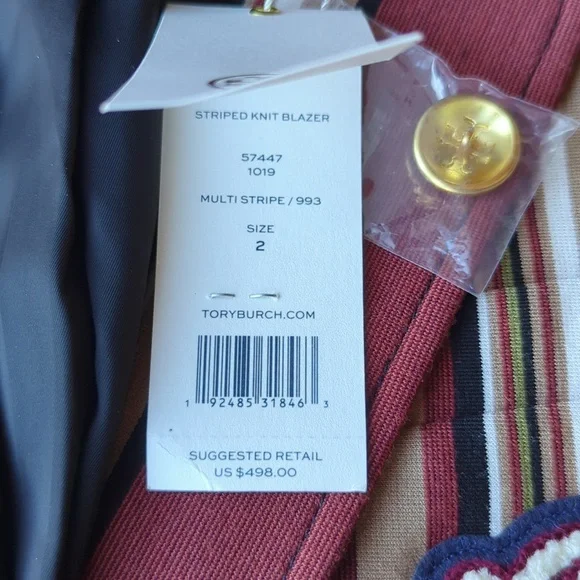 STRIPED KNIT BLAZER
57447
1019
MULTI STRIPE / 993
SIZE
2
TORYBURCH.COM
1 92485 31846 3
SUGGESTED RETAIL
US $498.00